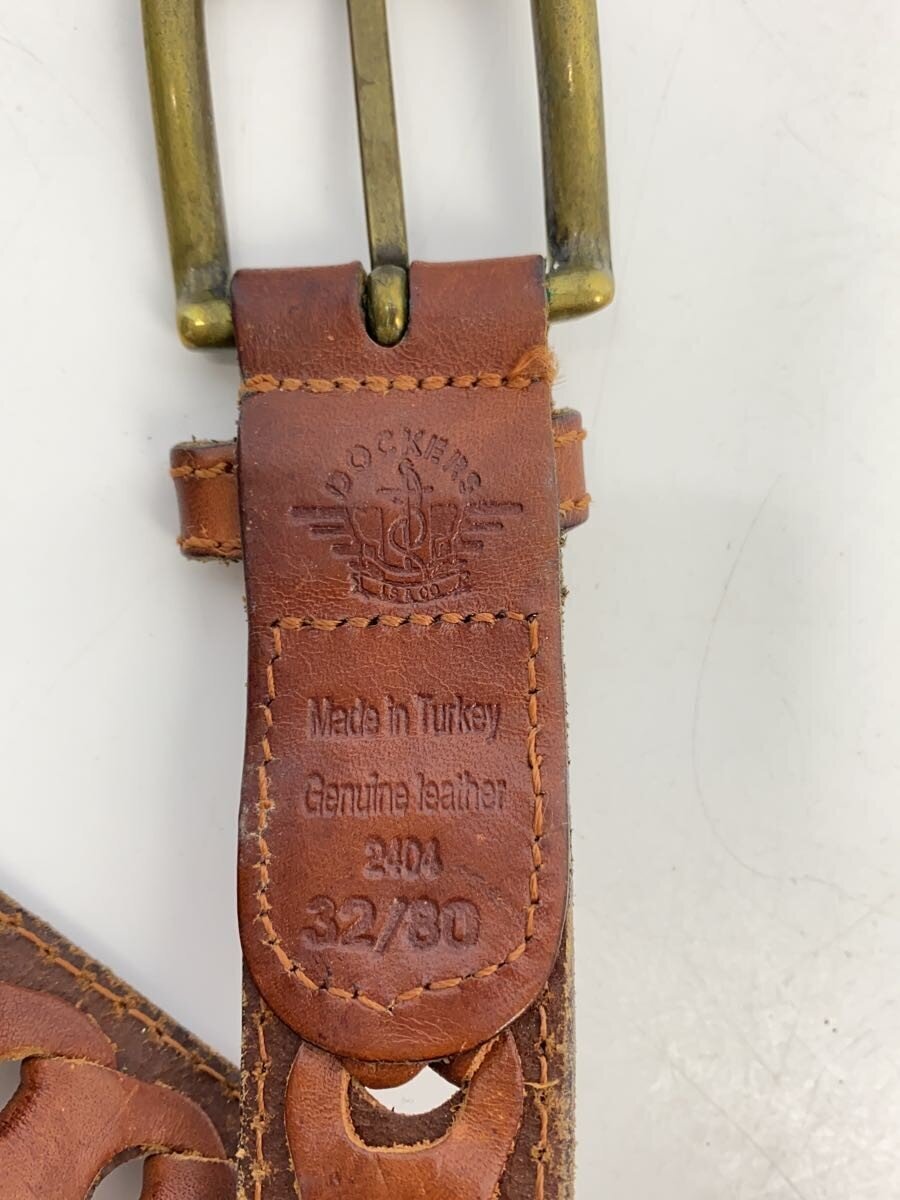 DOCKERS
LS & CO
Made in Turkey
Genuine leather
2404
32/80